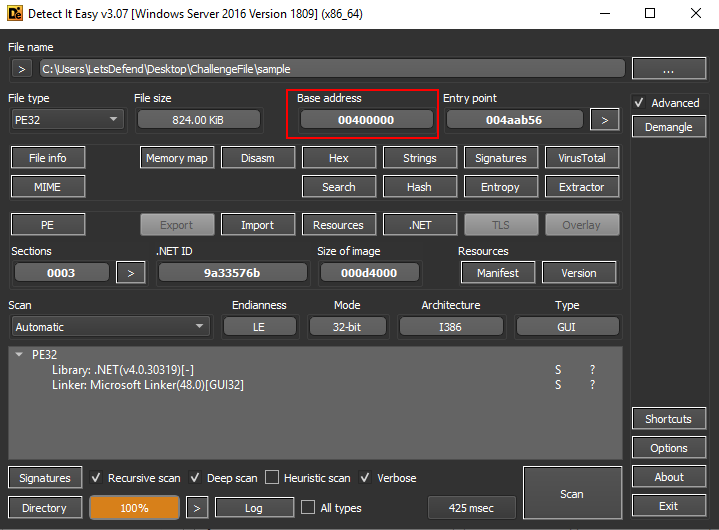 Detect It Easy v3.07 [Windows Server 2016 Version 1809] (x86_64)
File name
> C:\Users\LetsDefend\Desktop\ChallengeFile\sample ...
File type File size Base address Entry point Advanced
PE32 824.00 KiB 00400000 004aab56 > Demangle
File info Memory map Disasm Hex Strings Signatures VirusTotal
MIME Search Hash Entropy Extractor
PE Export Import Resources .NET TLS Overlay
Sections .NET ID Size of image Resources
0003 > 9a33576b 000d4000 Manifest Version
Scan Endianness Mode Architecture Type
Automatic LE 32-bit I386 GUI
PE32
Library: .NET(v4.0.30319)[-] S ?
Linker: Microsoft Linker(48.0)[GUI32] S ?
Shortcuts
Options
Signatures Recursive scan Deep scan Heuristic scan Verbose Scan About
Directory 100% > Log All types 425 msec Exit